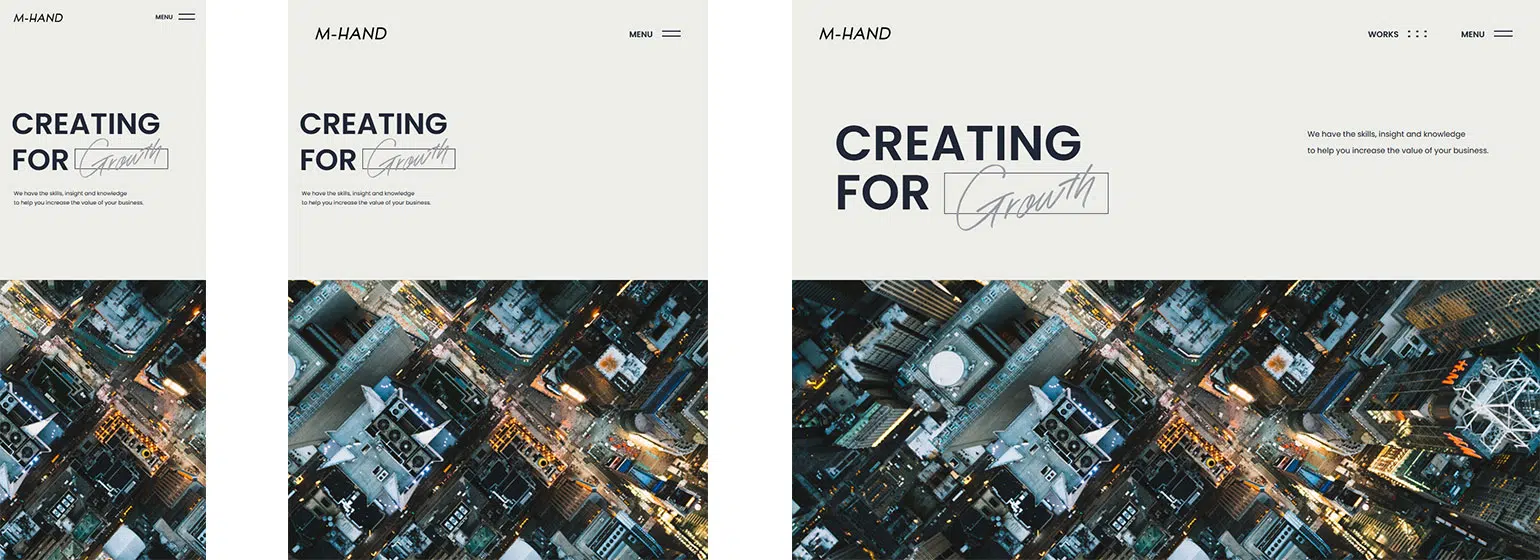 M-HAND
MENU
CREATING
FOR Growth
We have the skills, insight and knowledge
to help you increase the value of your business.
M-HAND
MENU
CREATING
FOR Growth
We have the skills, insight and knowledge
to help you increase the value of your business.
M-HAND
WORKS
MENU
CREATING
FOR Growth
We have the skills, insight and knowledge
to help you increase the value of your business.
H&M